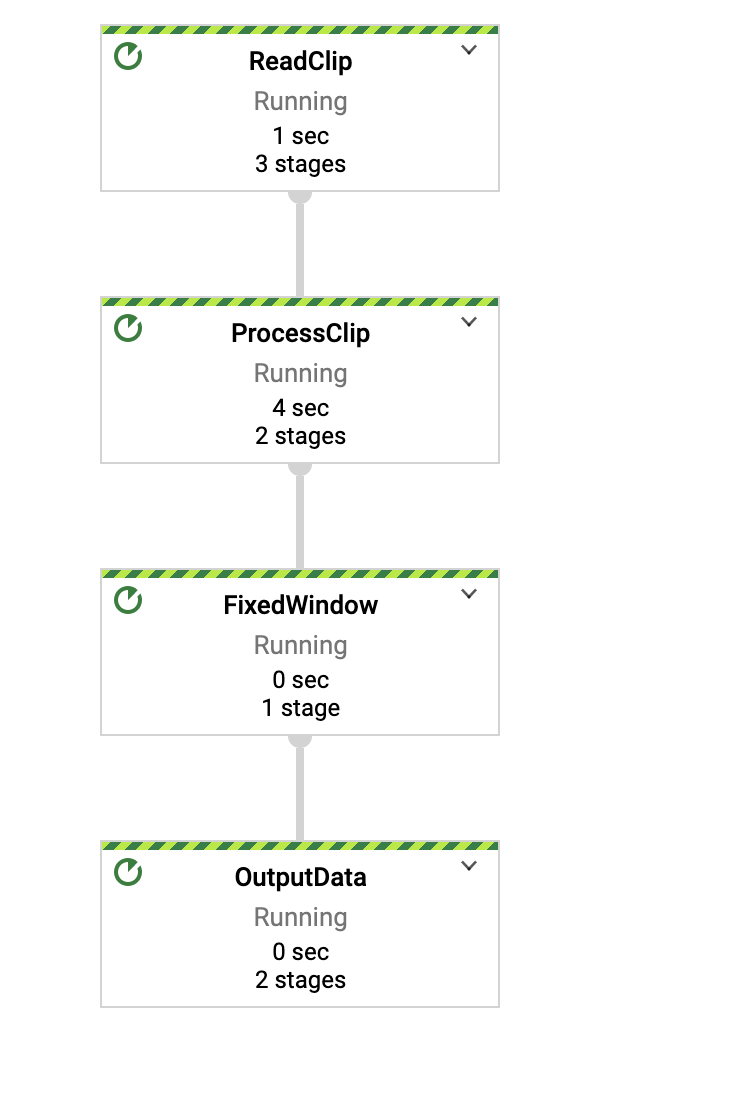 ReadClip
Running
1 sec
3 stages
ProcessClip
Running
4 sec
2 stages
FixedWindow
Running
0 sec
1 stage
OutputData
Running
0 sec
2 stages